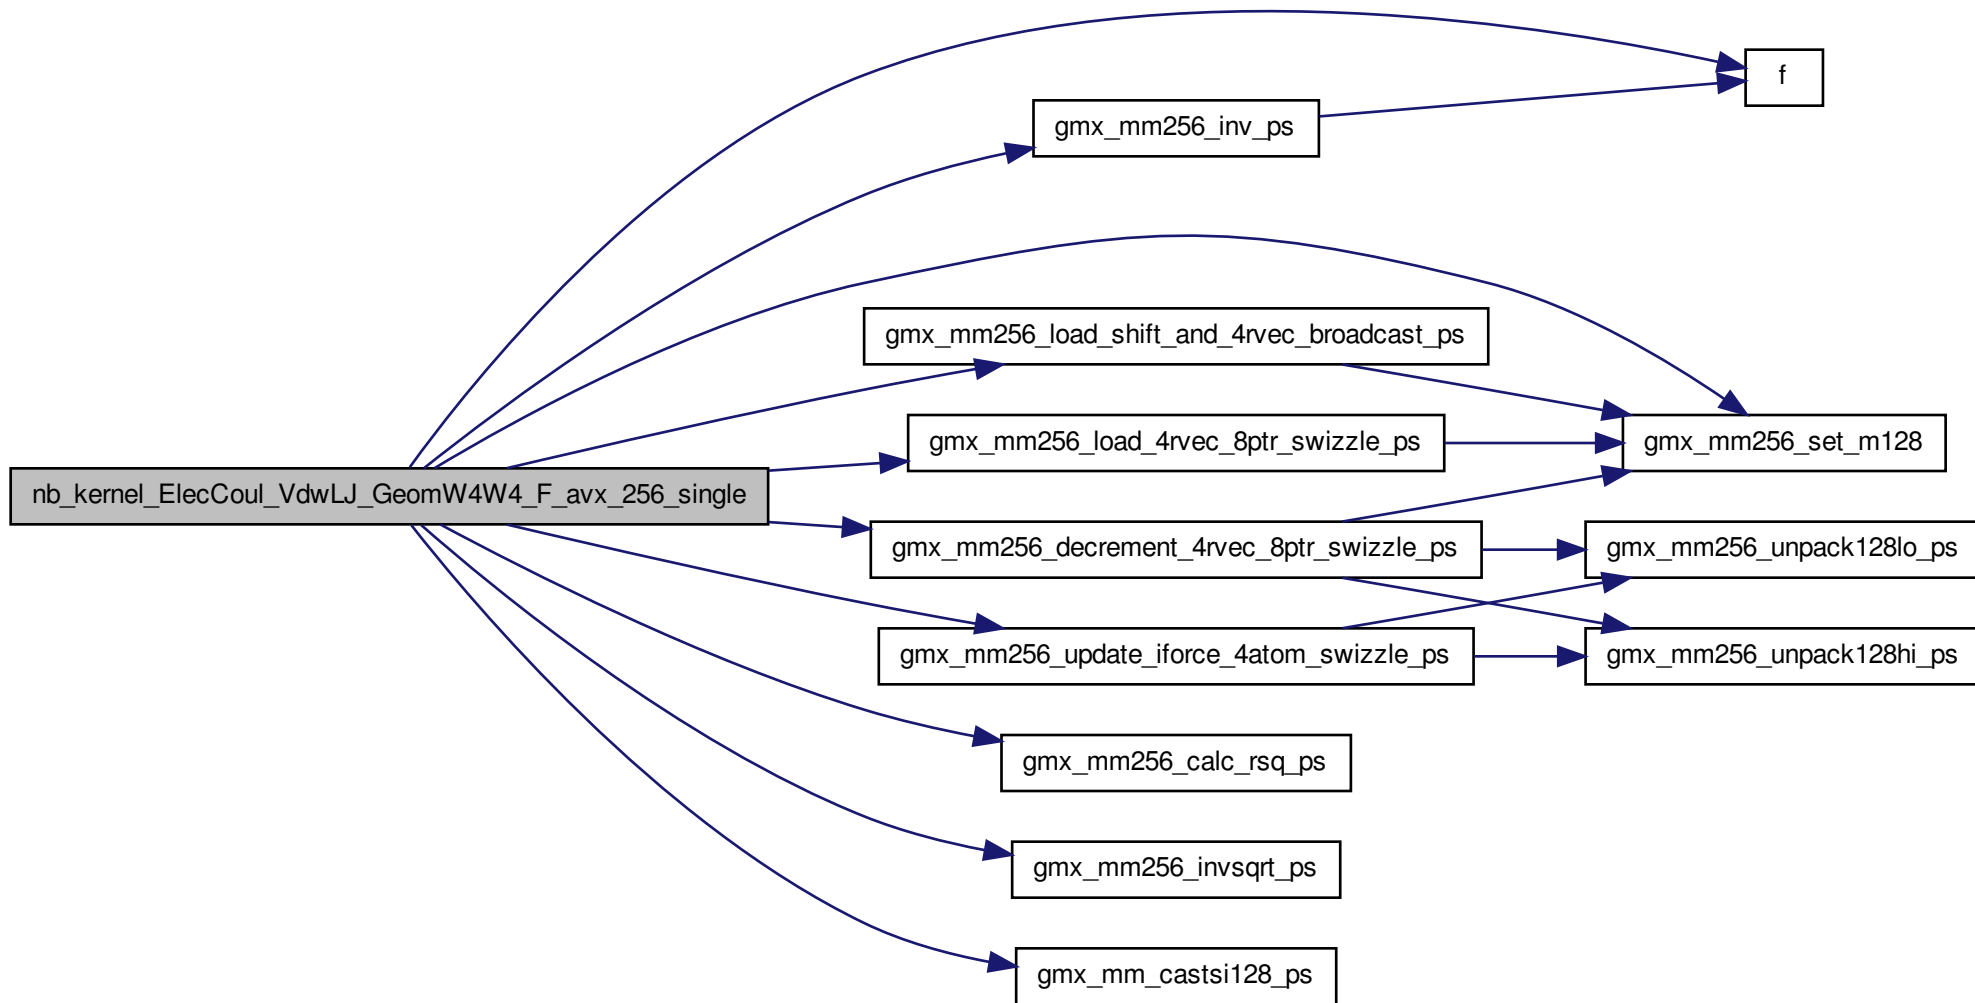 f
gmx_mm256_inv_ps
gmx_mm256_load_shift_and_4rvec_broadcast_ps
gmx_mm256_load_4rvec_8ptr_swizzle_ps
gmx_mm256_set_m128
nb_kernel_ElecCoul_VdwLJ_GeomW4W4_F_avx_256_single
gmx_mm256_decrement_4rvec_8ptr_swizzle_ps
gmx_mm256_unpack128lo_ps
gmx_mm256_update_iforce_4atom_swizzle_ps
gmx_mm256_unpack128hi_ps
gmx_mm256_calc_rsq_ps
gmx_mm256_invsqrt_ps
gmx_mm_castsi128_ps